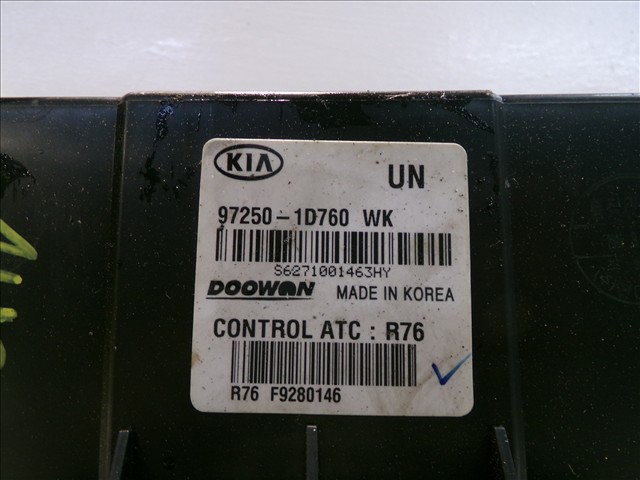 KIA
UN
97250-1D760 WK
S6271001463HY
DOOWON MADE IN KOREA
CONTROL ATC : R76
R76 F9280146